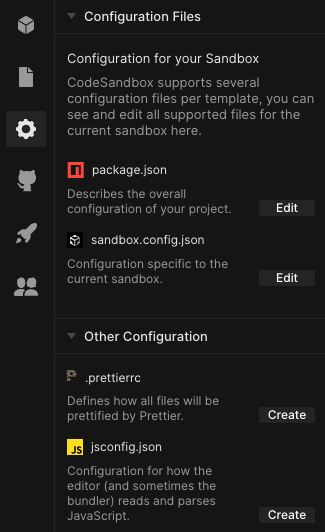 Configuration Files
Configuration for your Sandbox
CodeSandbox supports several
configuration files per template, you can
see and edit all supported files for the
current sandbox here.
package.json
Describes the overall
configuration of your project.
Edit
sandbox.config.json
Configuration specific to the
current sandbox.
Edit
Other Configuration
.prettierrc
Defines how all files will be
prettified by Prettier.
Create
JS
jsconfig.json
Configuration for how the
editor (and sometimes the
bundler) reads and parses
JavaScript.
Create